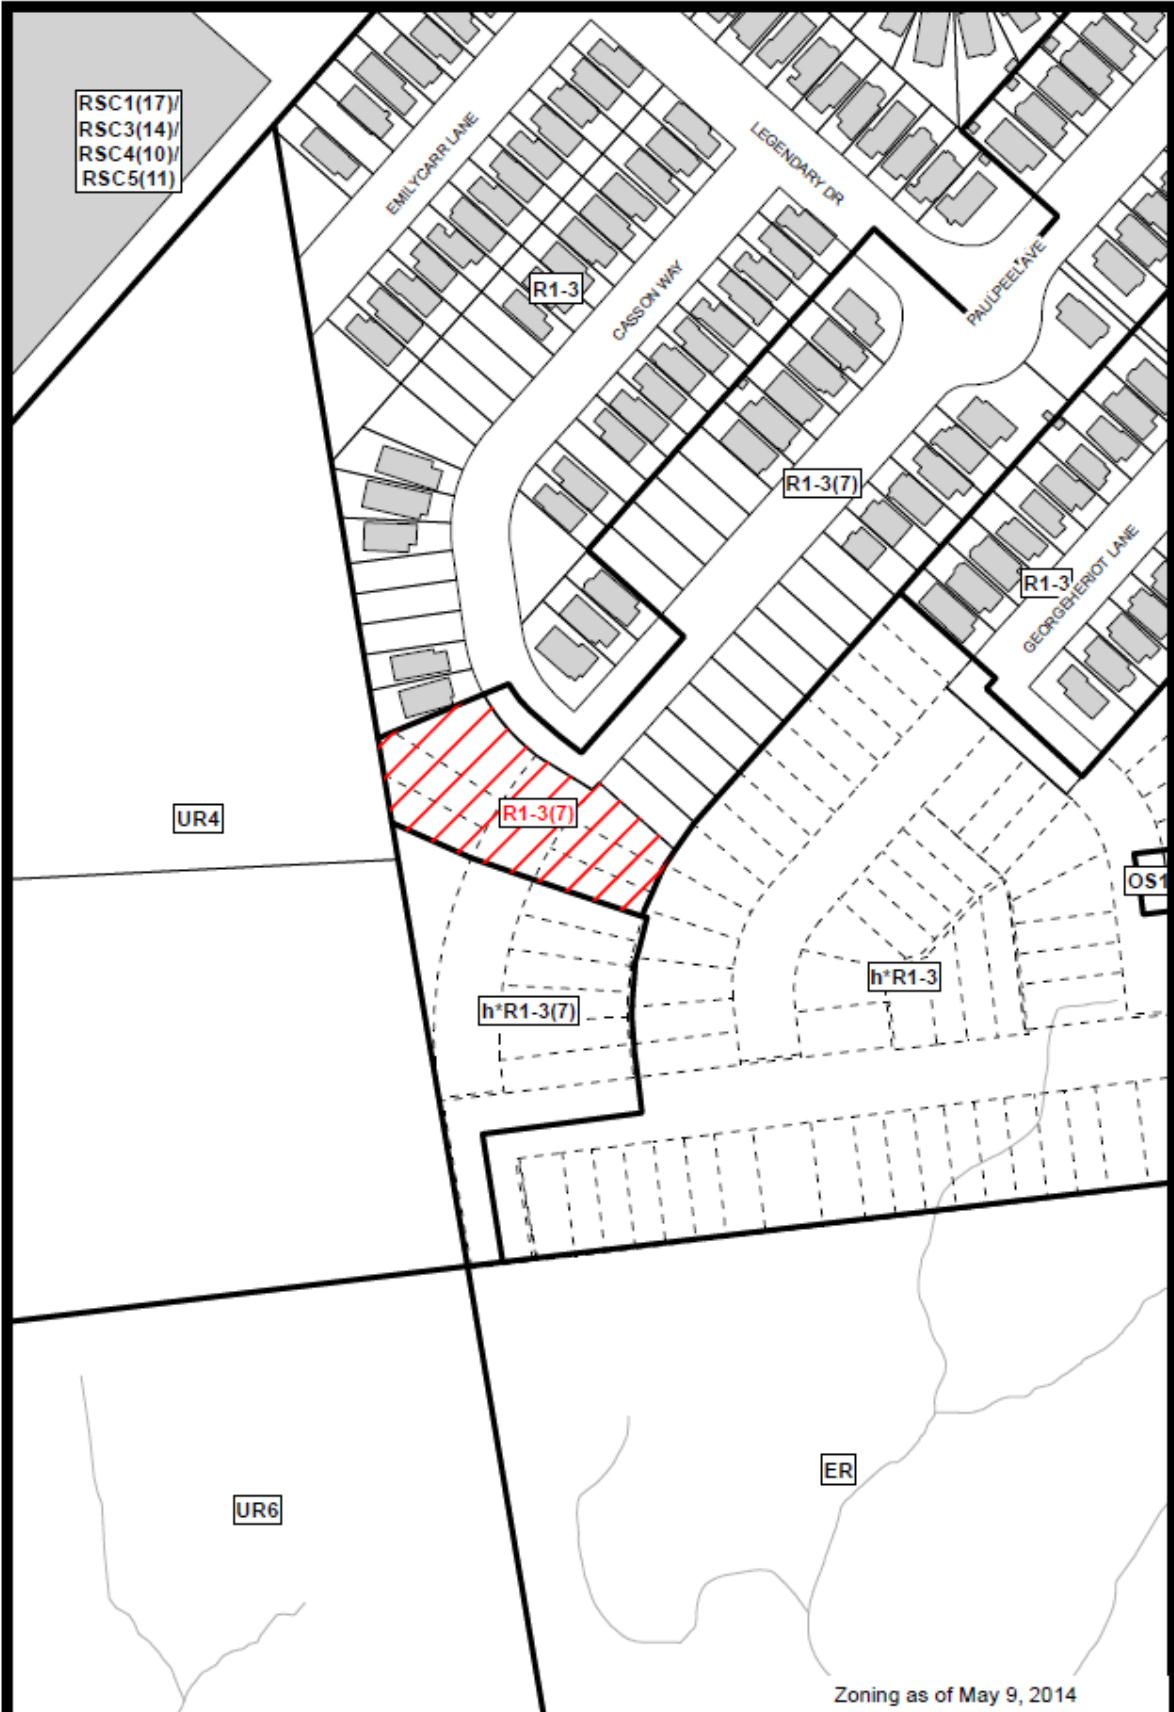 RSC1(17)/
RSC3(14)/
RSC4(10)/
RSC5(11)
EMILYCARR LANE
LEGENDARY DR
PAULPEEL AVE
R1-3
CASSON WAY
R1-3(7)
R1-3
GEORGEHERIOT LANE
UR4
R1-3(7)
OS1
h*R1-3
h*R1-3(7)
ER
UR6
Zoning as of May 9, 2014